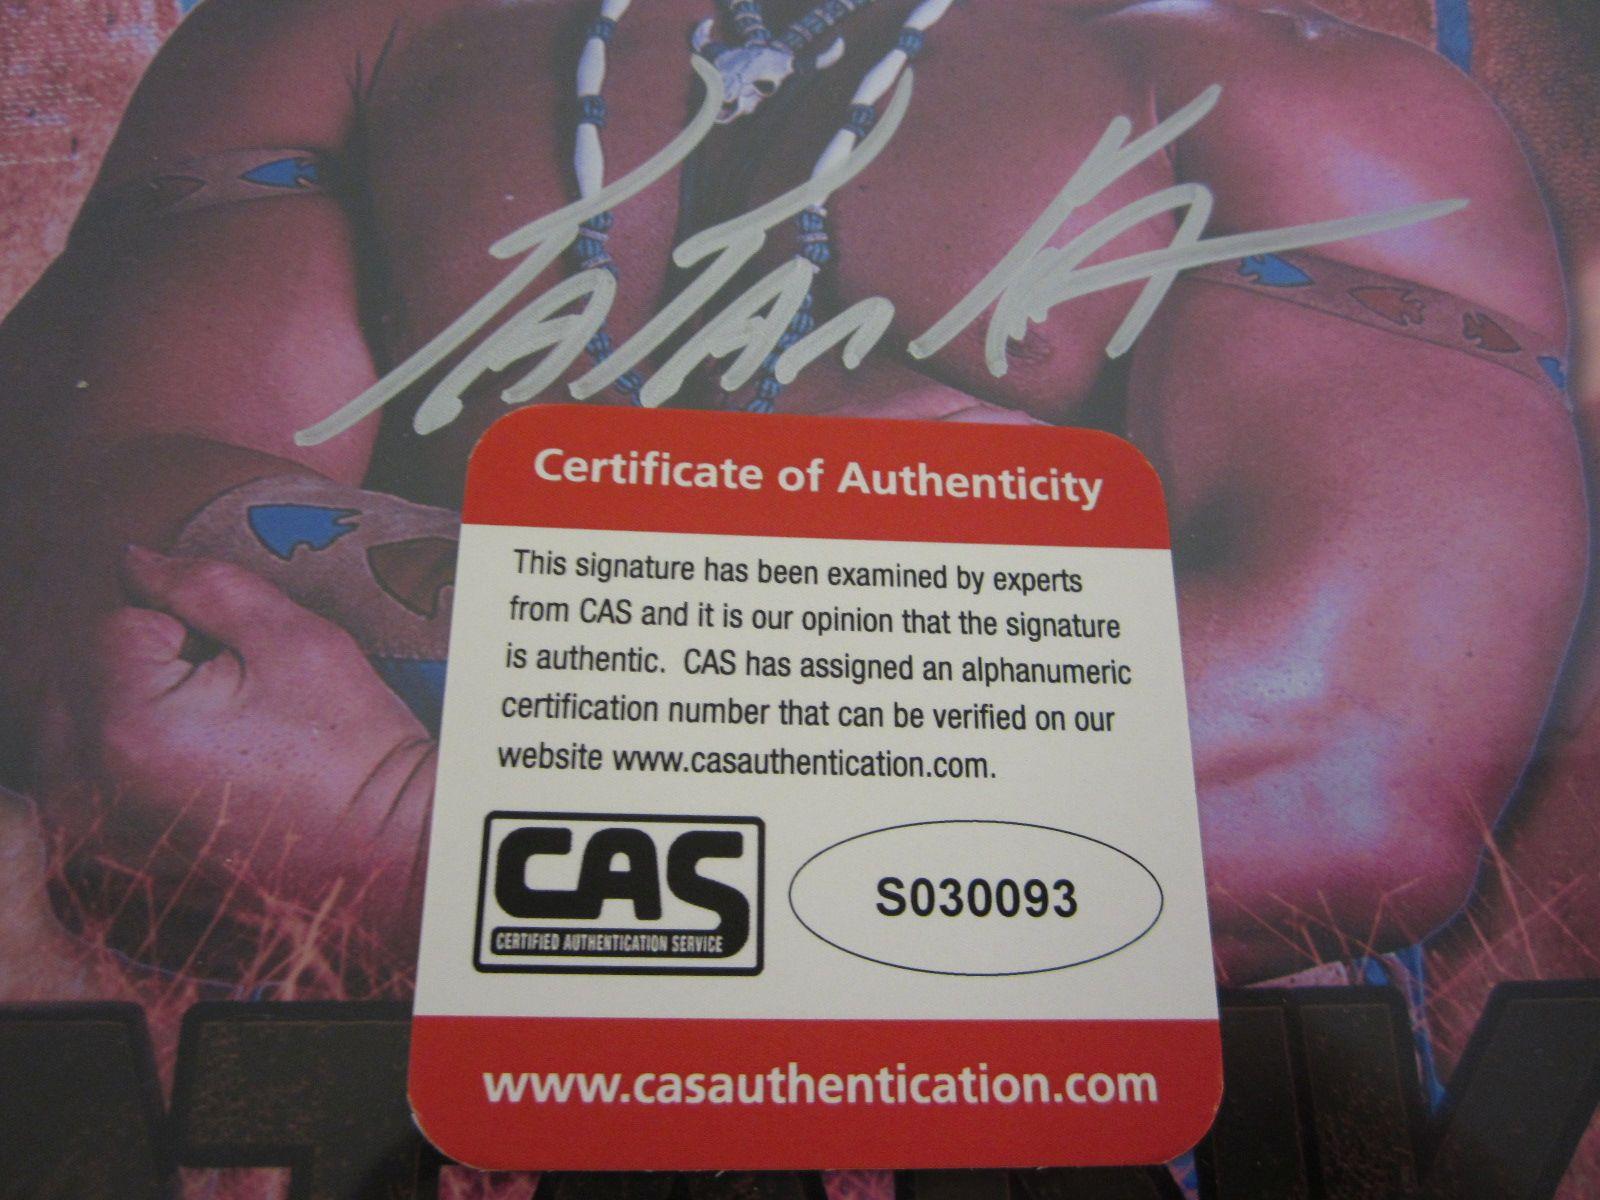 TATANKA
Certificate of Authenticity
This signature has been examined by experts
from CAS and it is our opinion that the signature
is authentic. CAS has assigned an alphanumeric
certification number that can be verified on our
website www.casauthentication.com.
CAS
CERTIFIED AUTHENTICATION SERVICE
S030093
www.casauthentication.com